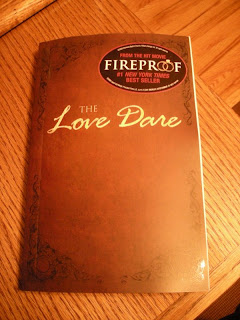 FROM THE HIT MOVIE
FIREPROOF
#1 NEW YORK TIMES
BEST SELLER
THE
Love Dare